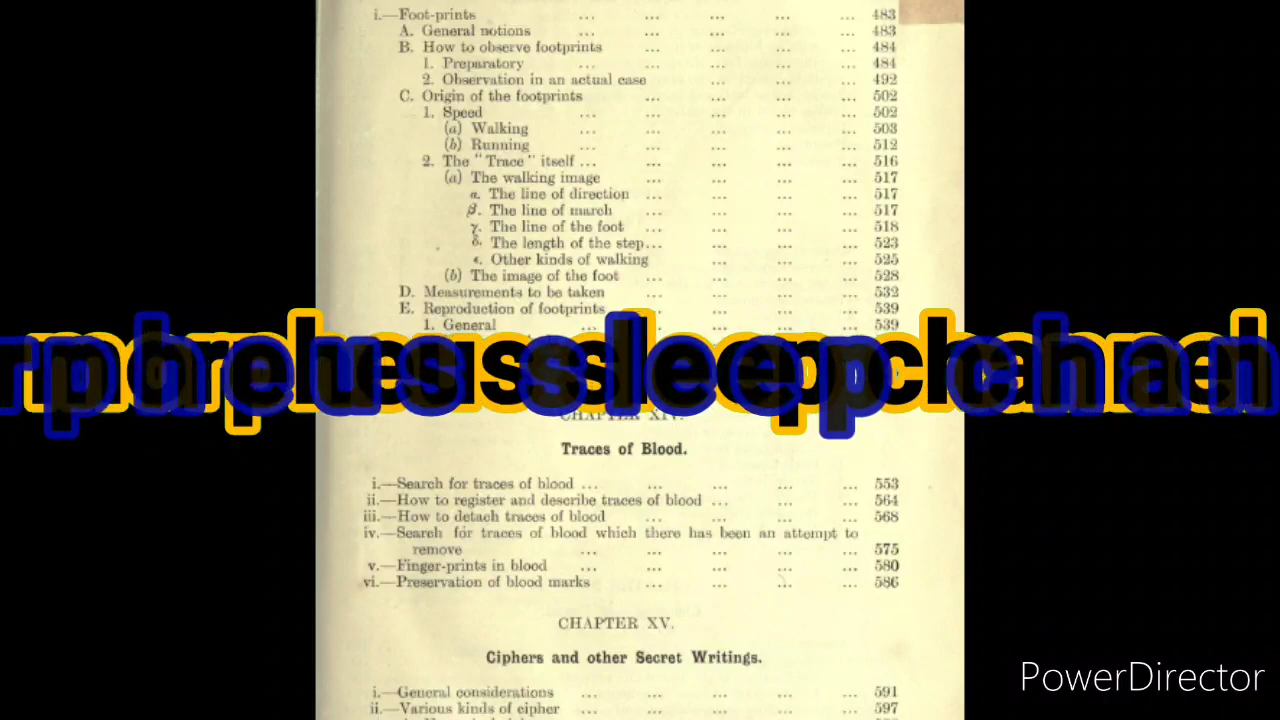 i.—Foot-prints ... ... ... ... ... 483
A. General notions ... ... ... ... ... 483
B. How to observe footprints ... ... ... ... 484
1. Preparatory ... ... ... ... ... 484
2. Observation in an actual case ... ... ... 492
C. Origin of the footprints ... ... ... ... 502
1. Speed ... ... ... ... ... 502
(a) Walking ... ... ... ... ... 503
(b) Running ... ... ... ... ... 512
2. The "Trace" itself ... ... ... ... ... 516
(a) The walking image ... ... ... ... 517
α. The line of direction ... ... ... ... 517
β. The line of march ... ... ... ... 517
γ. The line of the foot ... ... ... ... 518
δ. The length of the step... ... ... ... 523
ε. Other kinds of walking ... ... ... 525
(b) The image of the foot ... ... ... ... 528
D. Measurements to be taken ... ... ... ... 532
E. Reproduction of footprints ... ... ... ... 539
1. General ... ... ... ... ... 539
morpheus sleep channel
CHAPTER XIV.
Traces of Blood.
i.—Search for traces of blood ... ... ... ... ... 553
ii.—How to register and describe traces of blood ... ... ... 564
iii.—How to detach traces of blood ... ... ... ... 568
iv.—Search for traces of blood which there has been an attempt to
remove ... ... ... ... ... 575
v.—Finger-prints in blood ... ... ... ... ... 580
vi.—Preservation of blood marks ... ... ... ... 586
CHAPTER XV.
Ciphers and other Secret Writings.
PowerDirector
i.—General considerations ... ... ... ... ... 591
ii.—Various kinds of cipher ... ... ... ... ... 597